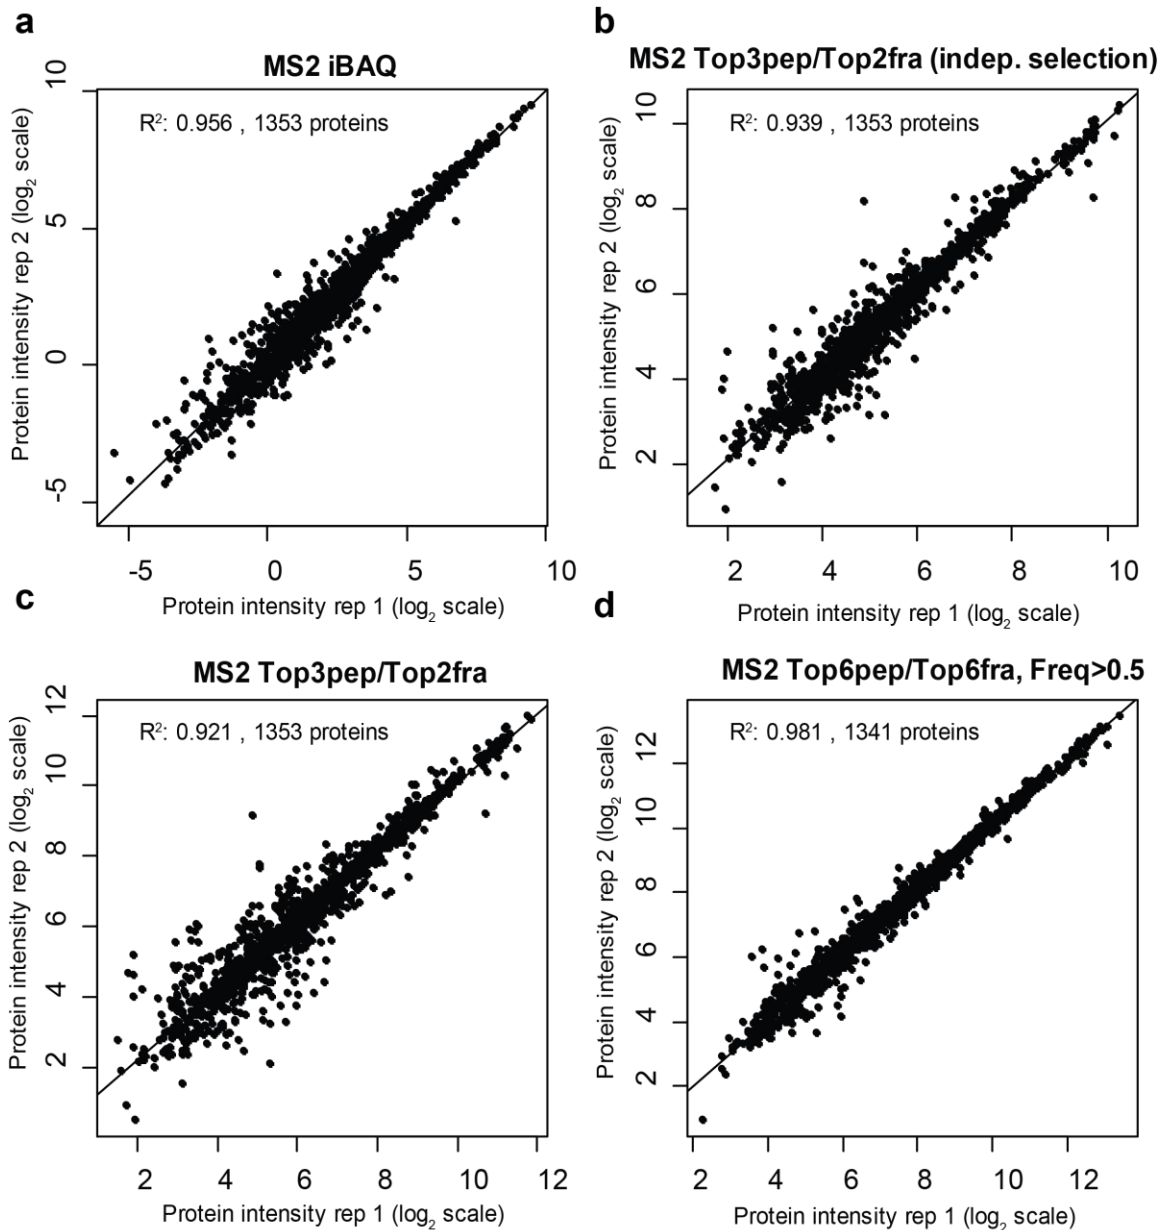 a
MS2 iBAQ
R²: 0.956 , 1353 proteins
Protein intensity rep 2 (log₂ scale)
10
5
0
-5
-5 0 5 10
Protein intensity rep 1 (log₂ scale)
b
MS2 Top3pep/Top2fra (indep. selection)
R²: 0.939 , 1353 proteins
Protein intensity rep 2 (log₂ scale)
10
8
6
4
2
2 4 6 8 10
Protein intensity rep 1 (log₂ scale)
c
MS2 Top3pep/Top2fra
R²: 0.921 , 1353 proteins
Protein intensity rep 2 (log₂ scale)
12
10
8
6
4
2
2 4 6 8 10 12
Protein intensity rep 1 (log₂ scale)
d
MS2 Top6pep/Top6fra, Freq>0.5
R²: 0.981 , 1341 proteins
Protein intensity rep 2 (log₂ scale)
12
10
8
6
4
2
2 4 6 8 10 12
Protein intensity rep 1 (log₂ scale)